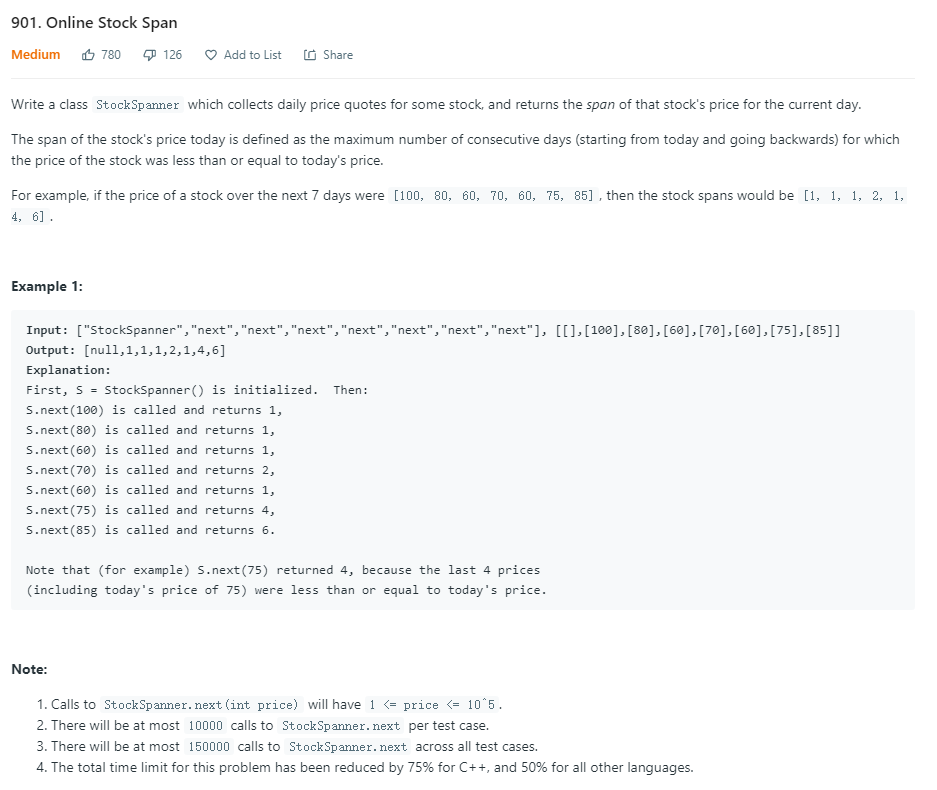 901. Online Stock Span
Medium 780 126 Add to List Share
Write a class StockSpanner which collects daily price quotes for some stock, and returns the span of that stock's price for the current day.
The span of the stock's price today is defined as the maximum number of consecutive days (starting from today and going backwards) for which
the price of the stock was less than or equal to today's price.
For example, if the price of a stock over the next 7 days were [100, 80, 60, 70, 60, 75, 85], then the stock spans would be [1, 1, 1, 2, 1,
4, 6].
Example 1:
Input: ["StockSpanner","next","next","next","next","next","next","next"], [[],[100],[80],[60],[70],[60],[75],[85]]
Output: [null,1,1,1,2,1,4,6]
Explanation:
First, S = StockSpanner() is initialized.  Then:
S.next(100) is called and returns 1,
S.next(80) is called and returns 1,
S.next(60) is called and returns 1,
S.next(70) is called and returns 2,
S.next(60) is called and returns 1,
S.next(75) is called and returns 4,
S.next(85) is called and returns 6.
Note that (for example) S.next(75) returned 4, because the last 4 prices
(including today's price of 75) were less than or equal to today's price.
Note:
1. Calls to StockSpanner.next(int price) will have 1 <= price <= 10^5.
2. There will be at most 10000 calls to StockSpanner.next per test case.
3. There will be at most 150000 calls to StockSpanner.next across all test cases.
4. The total time limit for this problem has been reduced by 75% for C++, and 50% for all other languages.